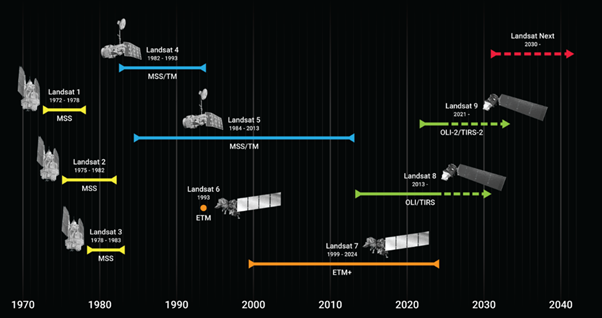 Landsat Next
2030 -
Landsat 4
1982 - 1993
MSS/TM
Landsat 1
1972 - 1978
MSS
Landsat 9
2021 -
OLI-2/TIRS-2
Landsat 5
1984 - 2013
MSS/TM
Landsat 2
1975 - 1982
MSS
Landsat 8
2013 -
OLI/TIRS
Landsat 6
1993
ETM
Landsat 3
1978 - 1983
MSS
Landsat 7
1999 - 2024
ETM+
1970 1980 1990 2000 2010 2020 2030 2040